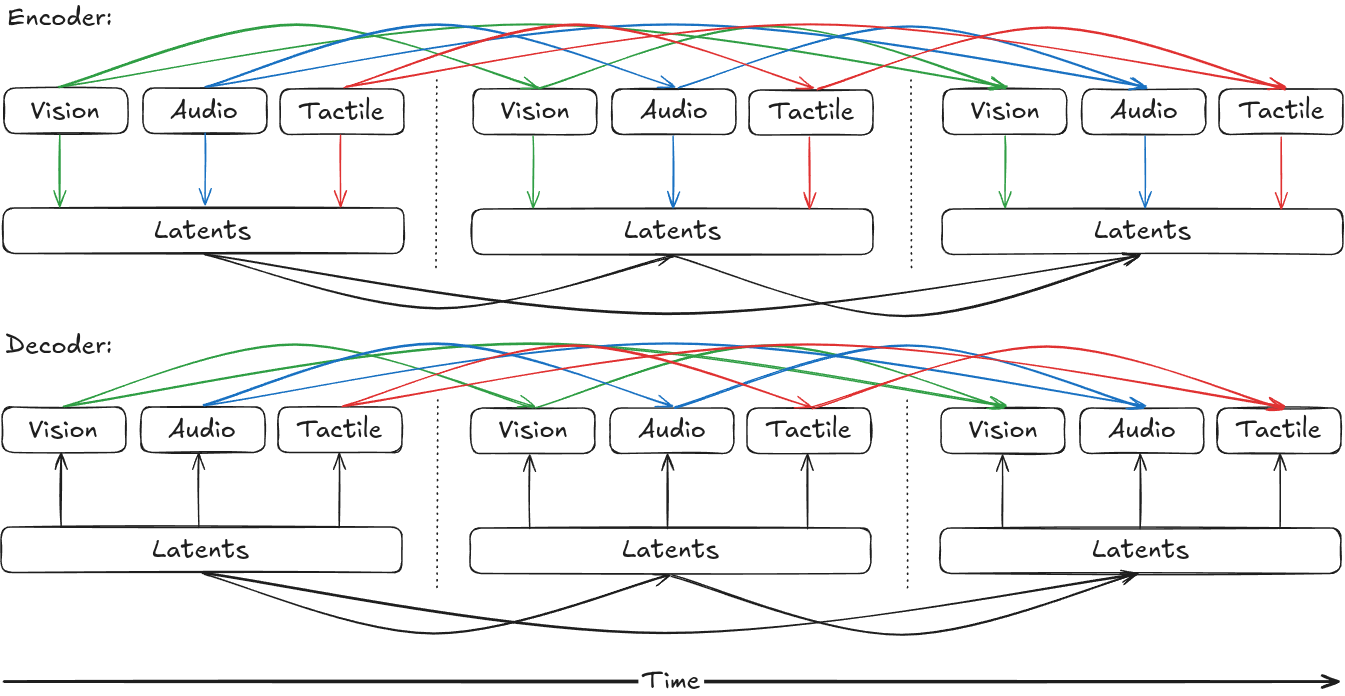 Encoder:
Vision Audio Tactile Vision Audio Tactile Vision Audio Tactile
Latents Latents Latents
Decoder:
Vision Audio Tactile Vision Audio Tactile Vision Audio Tactile
Latents Latents Latents
Time